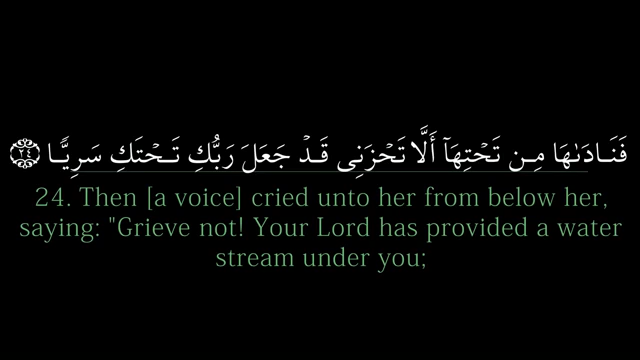 فَنَادَىٰهَا مِن تَحْتِهَآ أَلَّا تَحْزَنِى قَدْ جَعَلَ رَبُّكِ تَحْتَكِ سَرِيًّا ٢٤
24. Then [a voice] cried unto her from below her,
saying: "Grieve not! Your Lord has provided a water
stream under you;